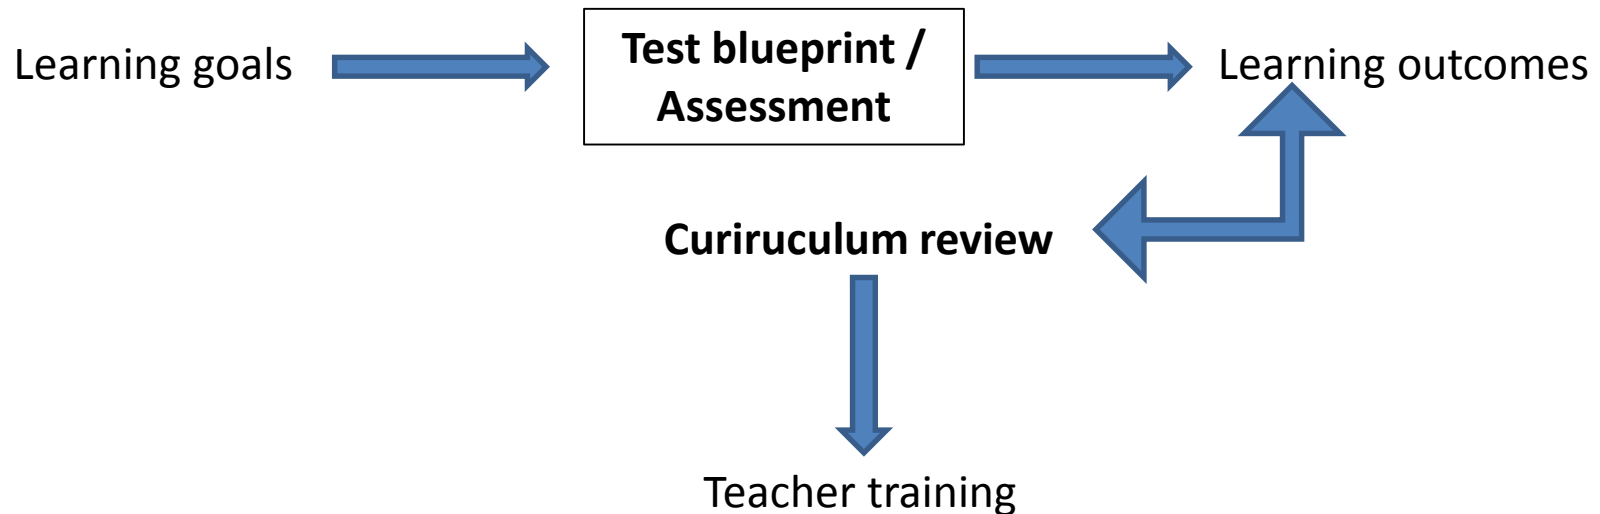 Learning goals
Test blueprint /
Assessment
Learning outcomes
Curiruculum review
Teacher training